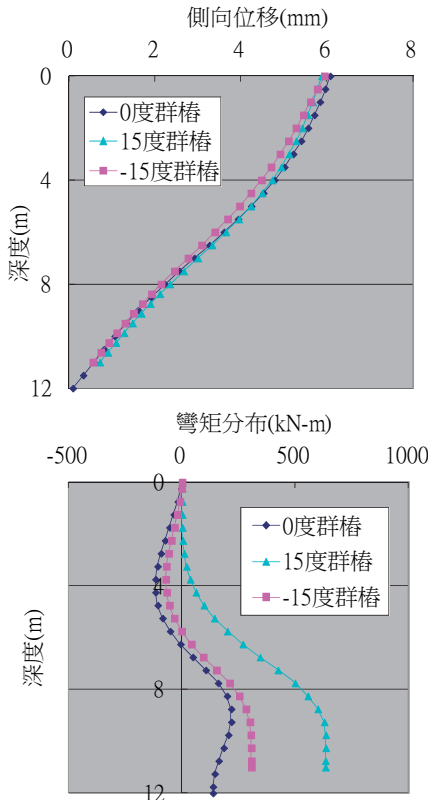 側向位移(mm)
0 2 4 6 8
0
0度群樁
15度群樁
-15度群樁
4
深度(m)
8
12
彎矩分布(kN-m)
-500 0 500 1000
0
0度群樁
15度群樁
-15度群樁
4
深度(m)
8
12